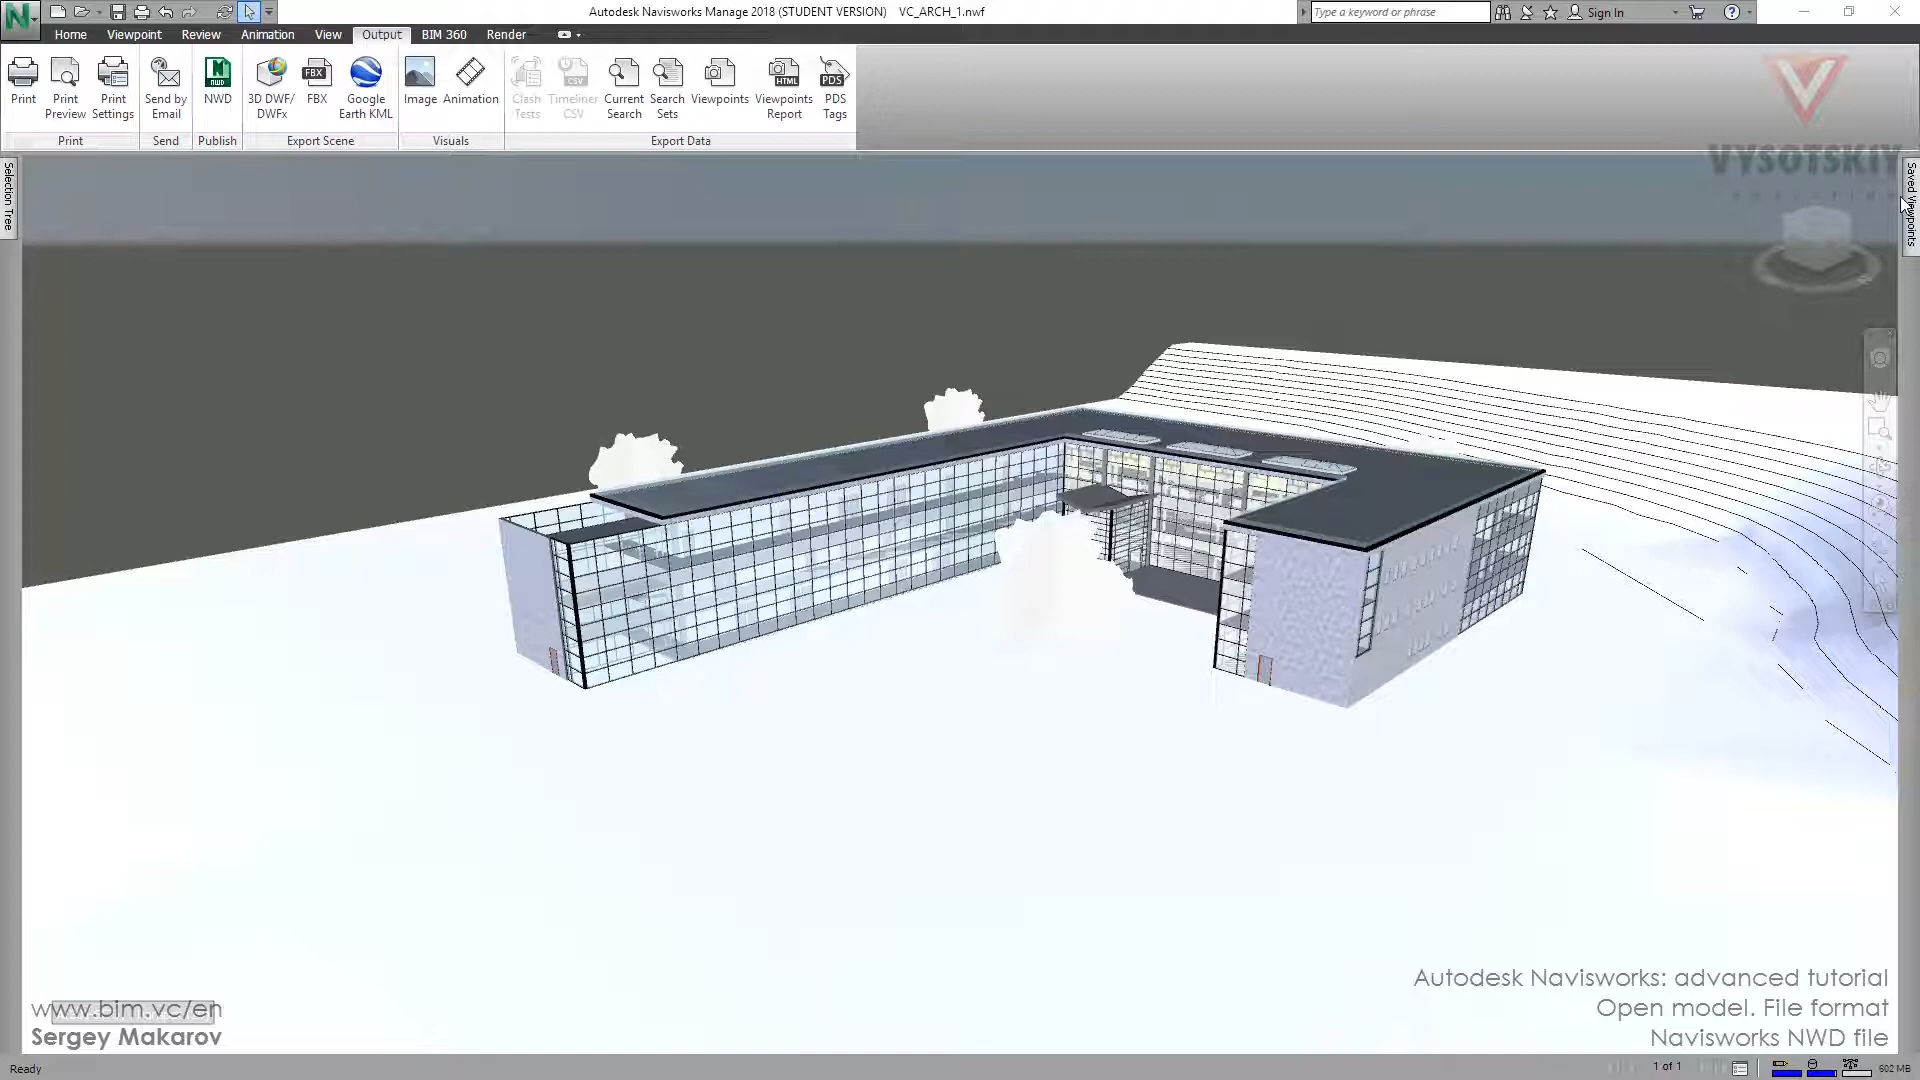 Autodesk Navisworks Manage 2018 (STUDENT VERSION) VC_ARCH_1.nwf
Type a keyword or phrase
Sign In
Home Viewpoint Review Animation View Output BIM 360 Render
Print
Print Preview
Print Settings
Send by Email
NWD
3D DWF/ DWFx
FBX
Google Earth KML
Image
Animation
Clash Tests
Timeliner CSV
Current Search
Search Sets
Viewpoints
Viewpoints Report
PDS Tags
Print
Send
Publish
Export Scene
Visuals
Export Data
VYSOTSKIY
Selection Tree
Saved Viewpoints
www.bim.vc/en
Sergey Makarov
Autodesk Navisworks: advanced tutorial
Open model. File format
Navisworks NWD file
Ready
1 of 1
602 MB